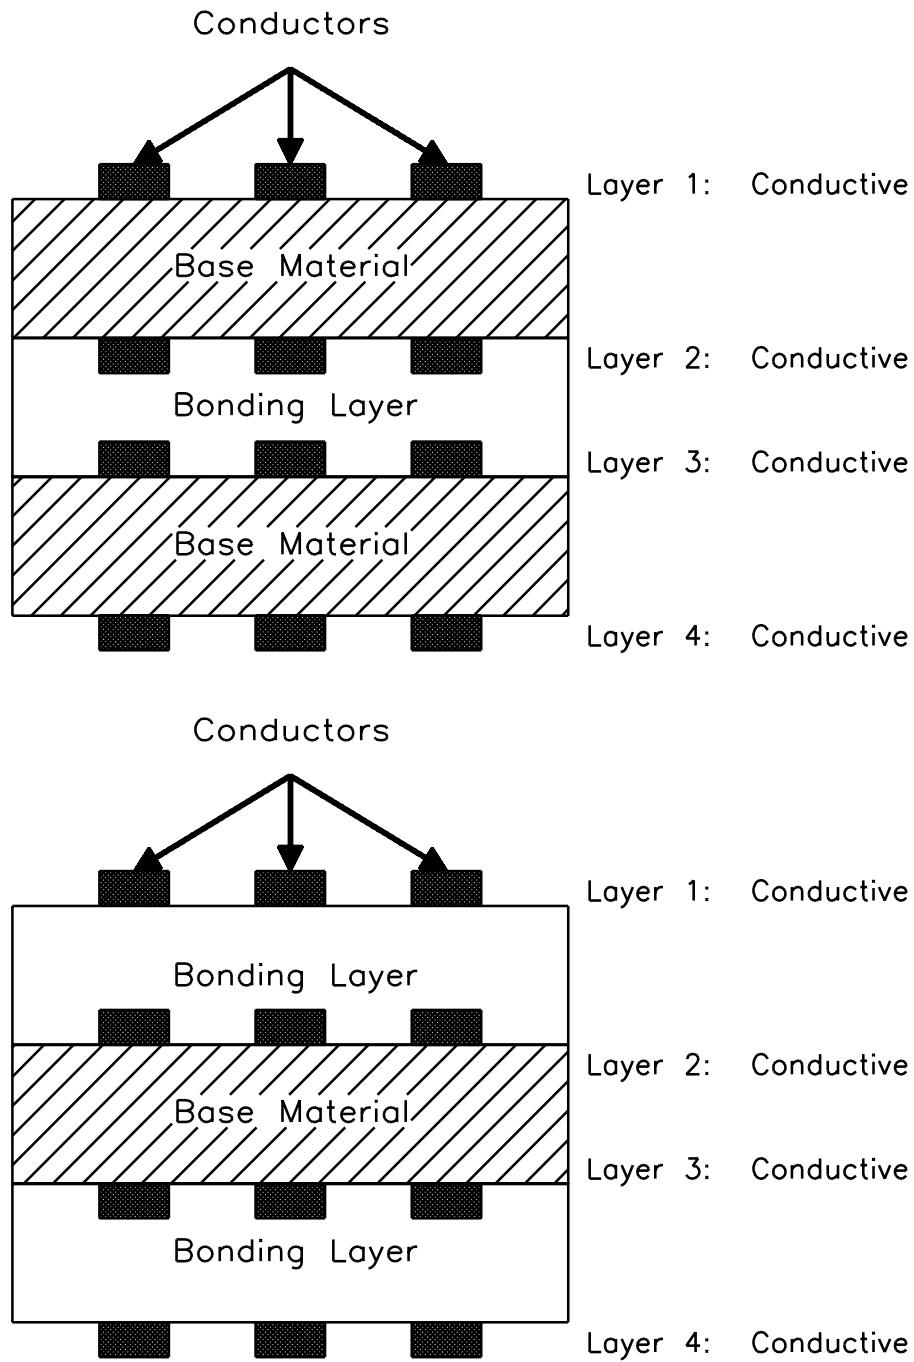 Conductors
Layer 1: Conductive
Base Material
Layer 2: Conductive
Bonding Layer
Layer 3: Conductive
Base Material
Layer 4: Conductive
Conductors
Layer 1: Conductive
Bonding Layer
Layer 2: Conductive
Base Material
Layer 3: Conductive
Bonding Layer
Layer 4: Conductive